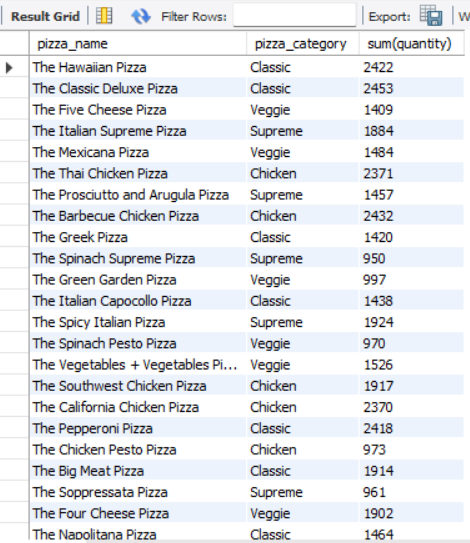 Result Grid Filter Rows: Export: W
pizza_name pizza_category sum(quantity)
The Hawaiian Pizza Classic 2422
The Classic Deluxe Pizza Classic 2453
The Five Cheese Pizza Veggie 1409
The Italian Supreme Pizza Supreme 1884
The Mexicana Pizza Veggie 1484
The Thai Chicken Pizza Chicken 2371
The Prosciutto and Arugula Pizza Supreme 1457
The Barbecue Chicken Pizza Chicken 2432
The Greek Pizza Classic 1420
The Spinach Supreme Pizza Supreme 950
The Green Garden Pizza Veggie 997
The Italian Capocollo Pizza Classic 1438
The Spicy Italian Pizza Supreme 1924
The Spinach Pesto Pizza Veggie 970
The Vegetables + Vegetables Pi... Veggie 1526
The Southwest Chicken Pizza Chicken 1917
The California Chicken Pizza Chicken 2370
The Pepperoni Pizza Classic 2418
The Chicken Pesto Pizza Chicken 973
The Big Meat Pizza Classic 1914
The Soppressata Pizza Supreme 961
The Four Cheese Pizza Veggie 1902
The Napolitana Pizza Classic 1464